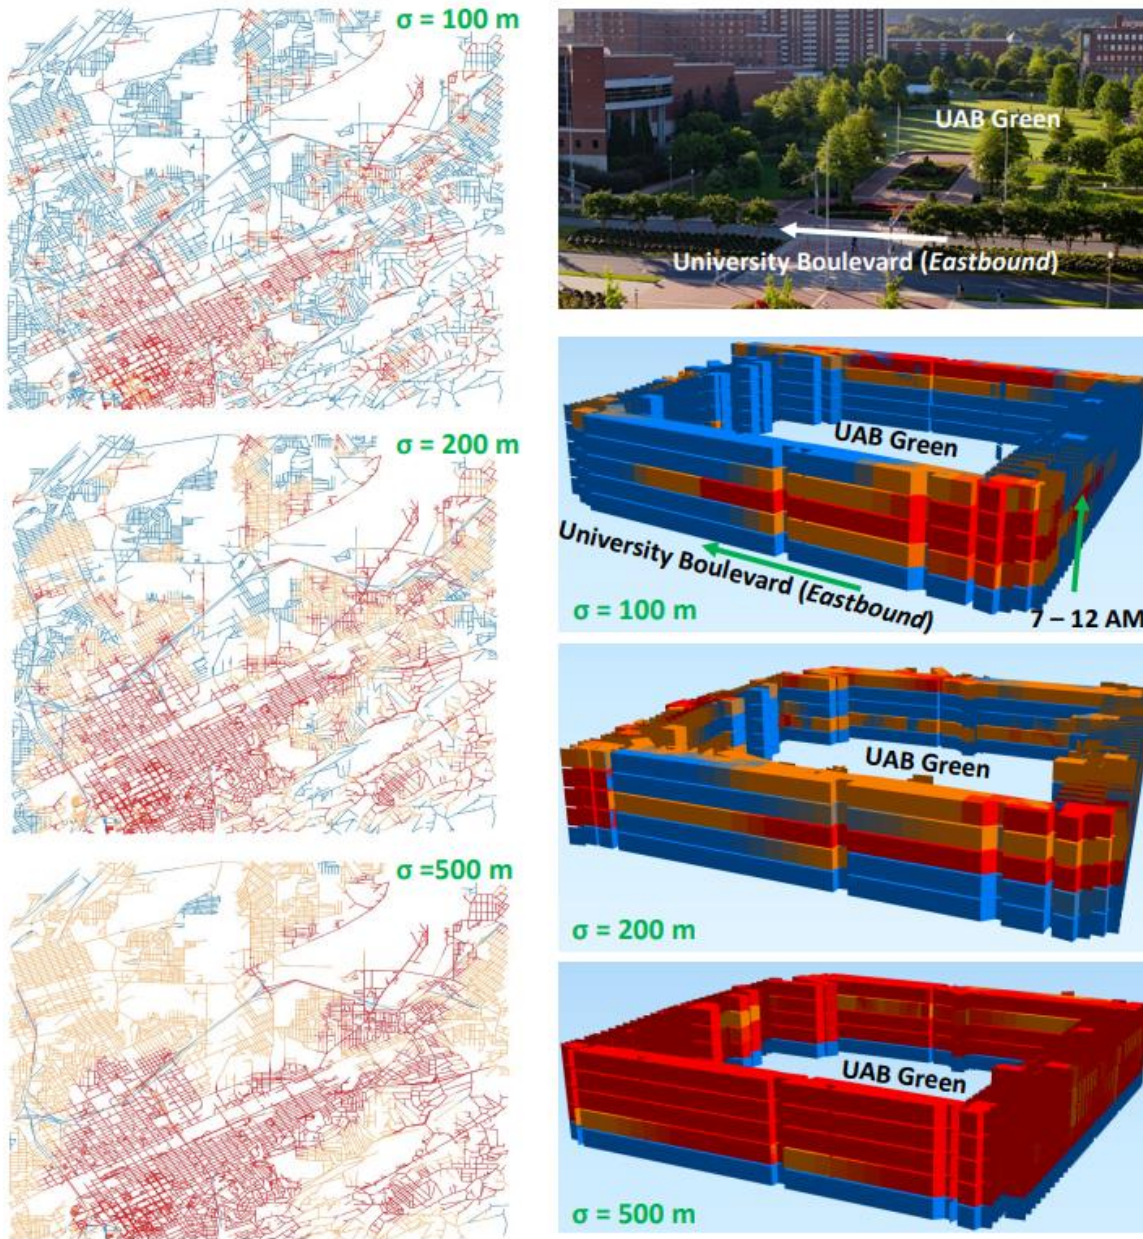 σ = 100 m
σ = 200 m
σ =500 m
UAB Green
University Boulevard (Eastbound)
UAB Green
University Boulevard (Eastbound)
σ = 100 m
7 – 12 AM
UAB Green
σ = 200 m
UAB Green
σ = 500 m